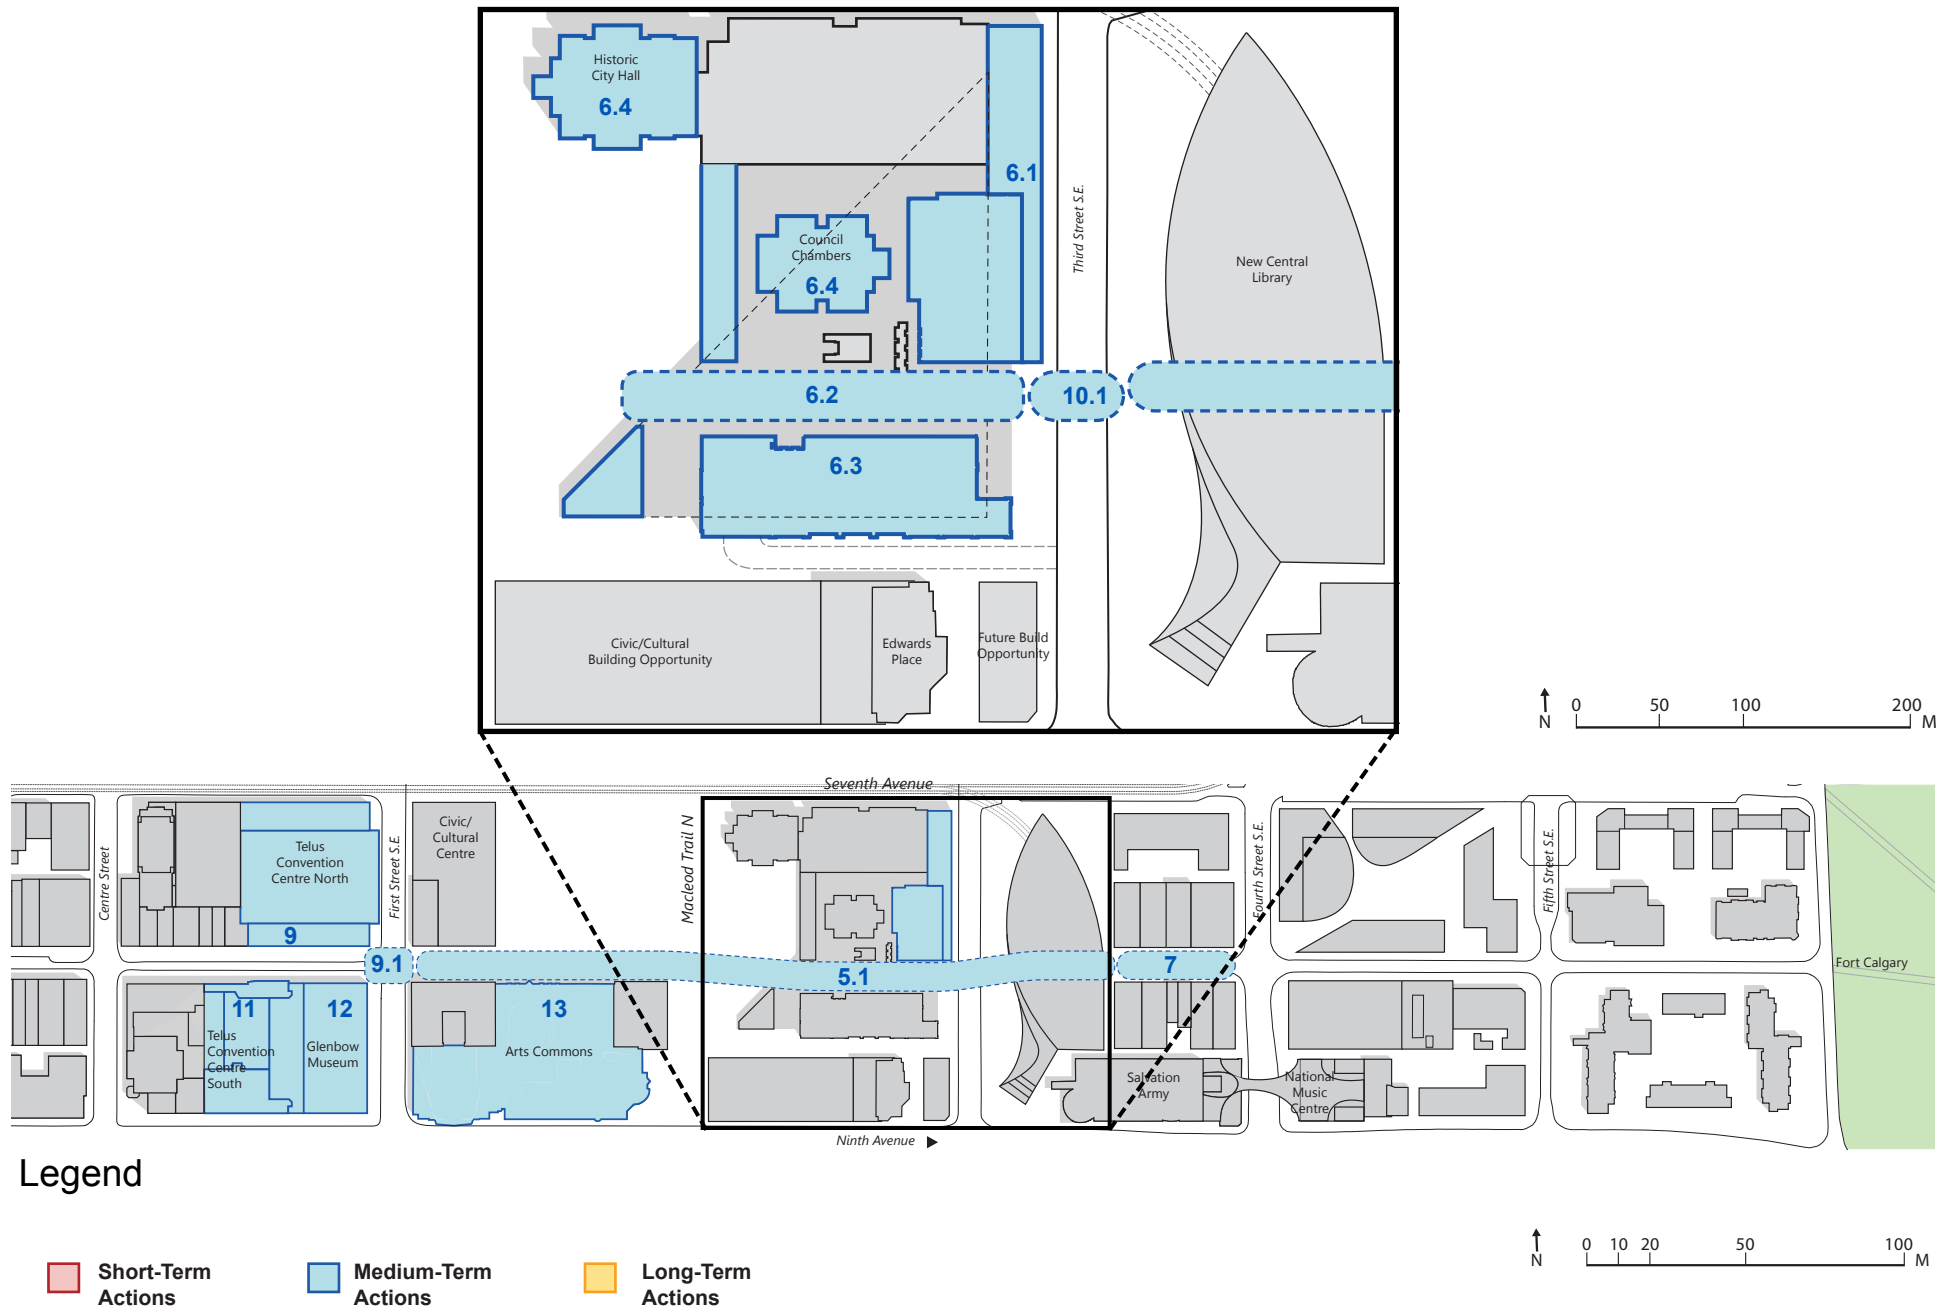 Historic
City Hall
6.4
6.1
Third Street S.E.
Council
Chambers
6.4
New Central
Library
6.2
10.1
6.3
Civic/Cultural
Building Opportunity
Edwards
Place
Future Build
Opportunity
N
0 50 100 200 M
Seventh Avenue
Centre Street
Telus
Convention
Centre North
9
First Street S.E.
Civic/
Cultural
Centre
Macleod Trail N
Fourth Street S.E.
Fifth Street S.E.
9.1
5.1
7
Fort Calgary
11
12
13
Telus
Convention
Centre
South
Glenbow
Museum
Arts Commons
Salvation
Army
National
Music
Centre
Ninth Avenue
Legend
N
0 10 20 50 100
M
Short-Term
Actions
Medium-Term
Actions
Long-Term
Actions